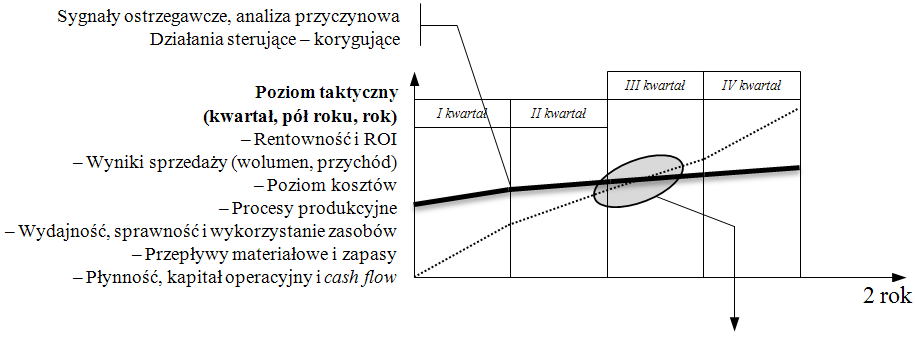 Sygnały ostrzegawcze, analiza przyczynowa
Działania sterujące – korygujące
Poziom taktyczny
(kwartał, pół roku, rok)
– Rentowność i ROI
– Wyniki sprzedaży (wolumen, przychód)
– Poziom kosztów
– Procesy produkcyjne
– Wydajność, sprawność i wykorzystanie zasobów
– Przepływy materiałowe i zapasy
– Płynność, kapitał operacyjny i cash flow
I kwartał
II kwartał
III kwartał
IV kwartał
2 rok